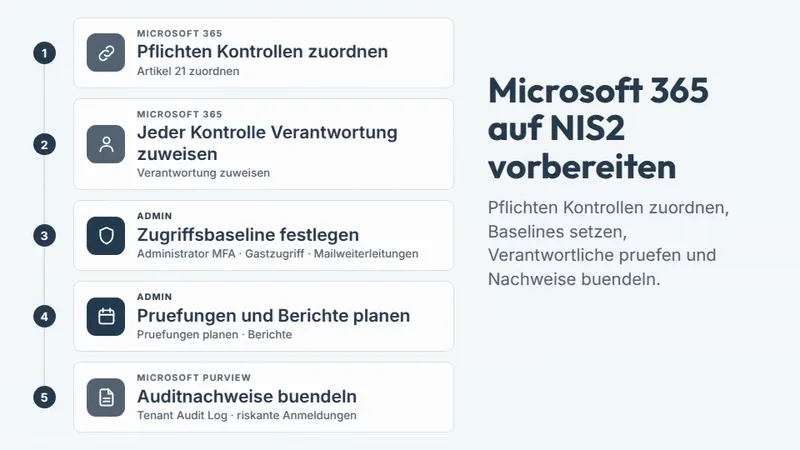 1
MICROSOFT 365
Pflichten Kontrollen zuordnen
Artikel 21 zuordnen
2
MICROSOFT 365
Jeder Kontrolle Verantwortung
zuweisen
Verantwortung zuweisen
3
ADMIN
Zugriffsbaseline festlegen
Administrator MFA · Gastzugriff · Mailweiterleitungen
4
ADMIN
Pruefungen und Berichte planen
Pruefungen planen · Berichte
5
MICROSOFT PURVIEW
Auditnachweise buendeln
Tenant Audit Log · riskante Anmeldungen
Microsoft 365
auf NIS2
vorbereiten
Pflichten Kontrollen zuordnen,
Baselines setzen,
Verantwortliche pruefen und
Nachweise buendeln.